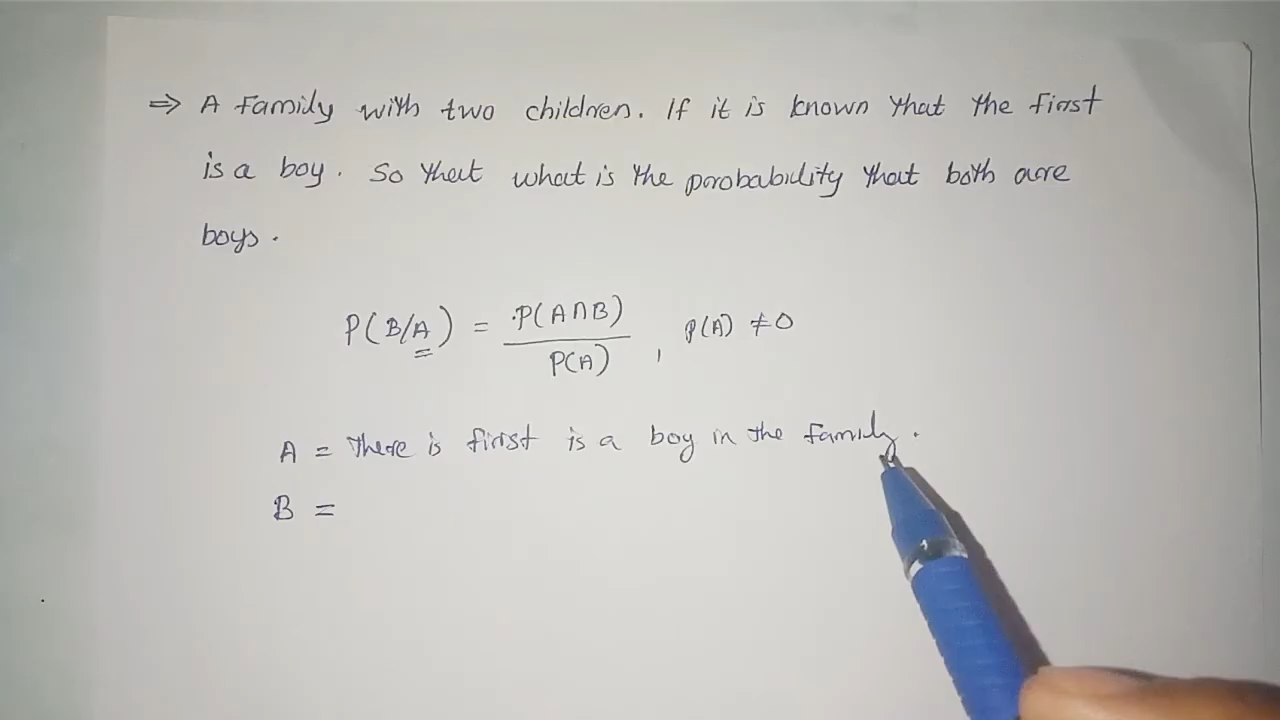 ⇒ A family with two children. If it is known that the first
is a boy. So that what is the probability that both are
boys.
P(B/A) = P(A∩B) / P(A) , P(A) ≠ 0
A = There is first is a boy in the family.
B =